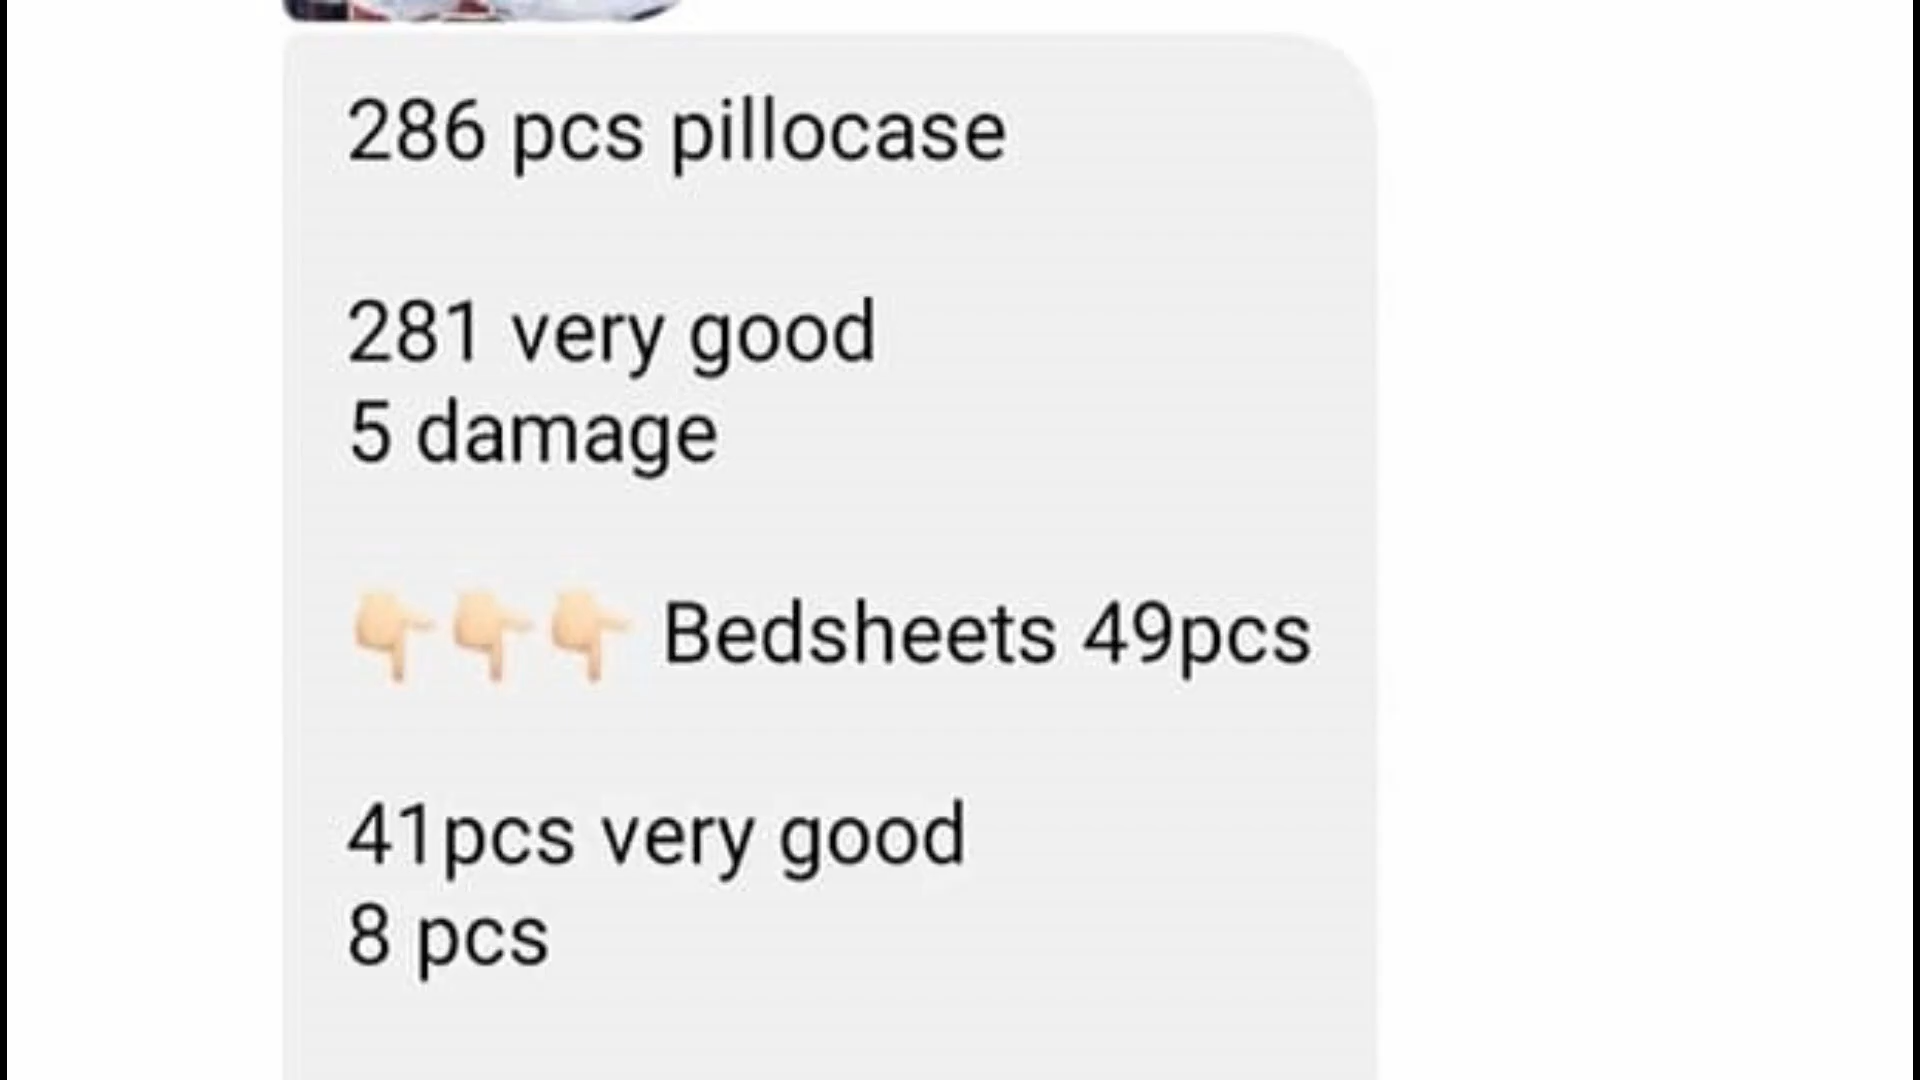 286 pcs pillocase
281 very good
5 damage
👇🏻👇🏻👇🏻 Bedsheets 49pcs
41pcs very good
8 pcs